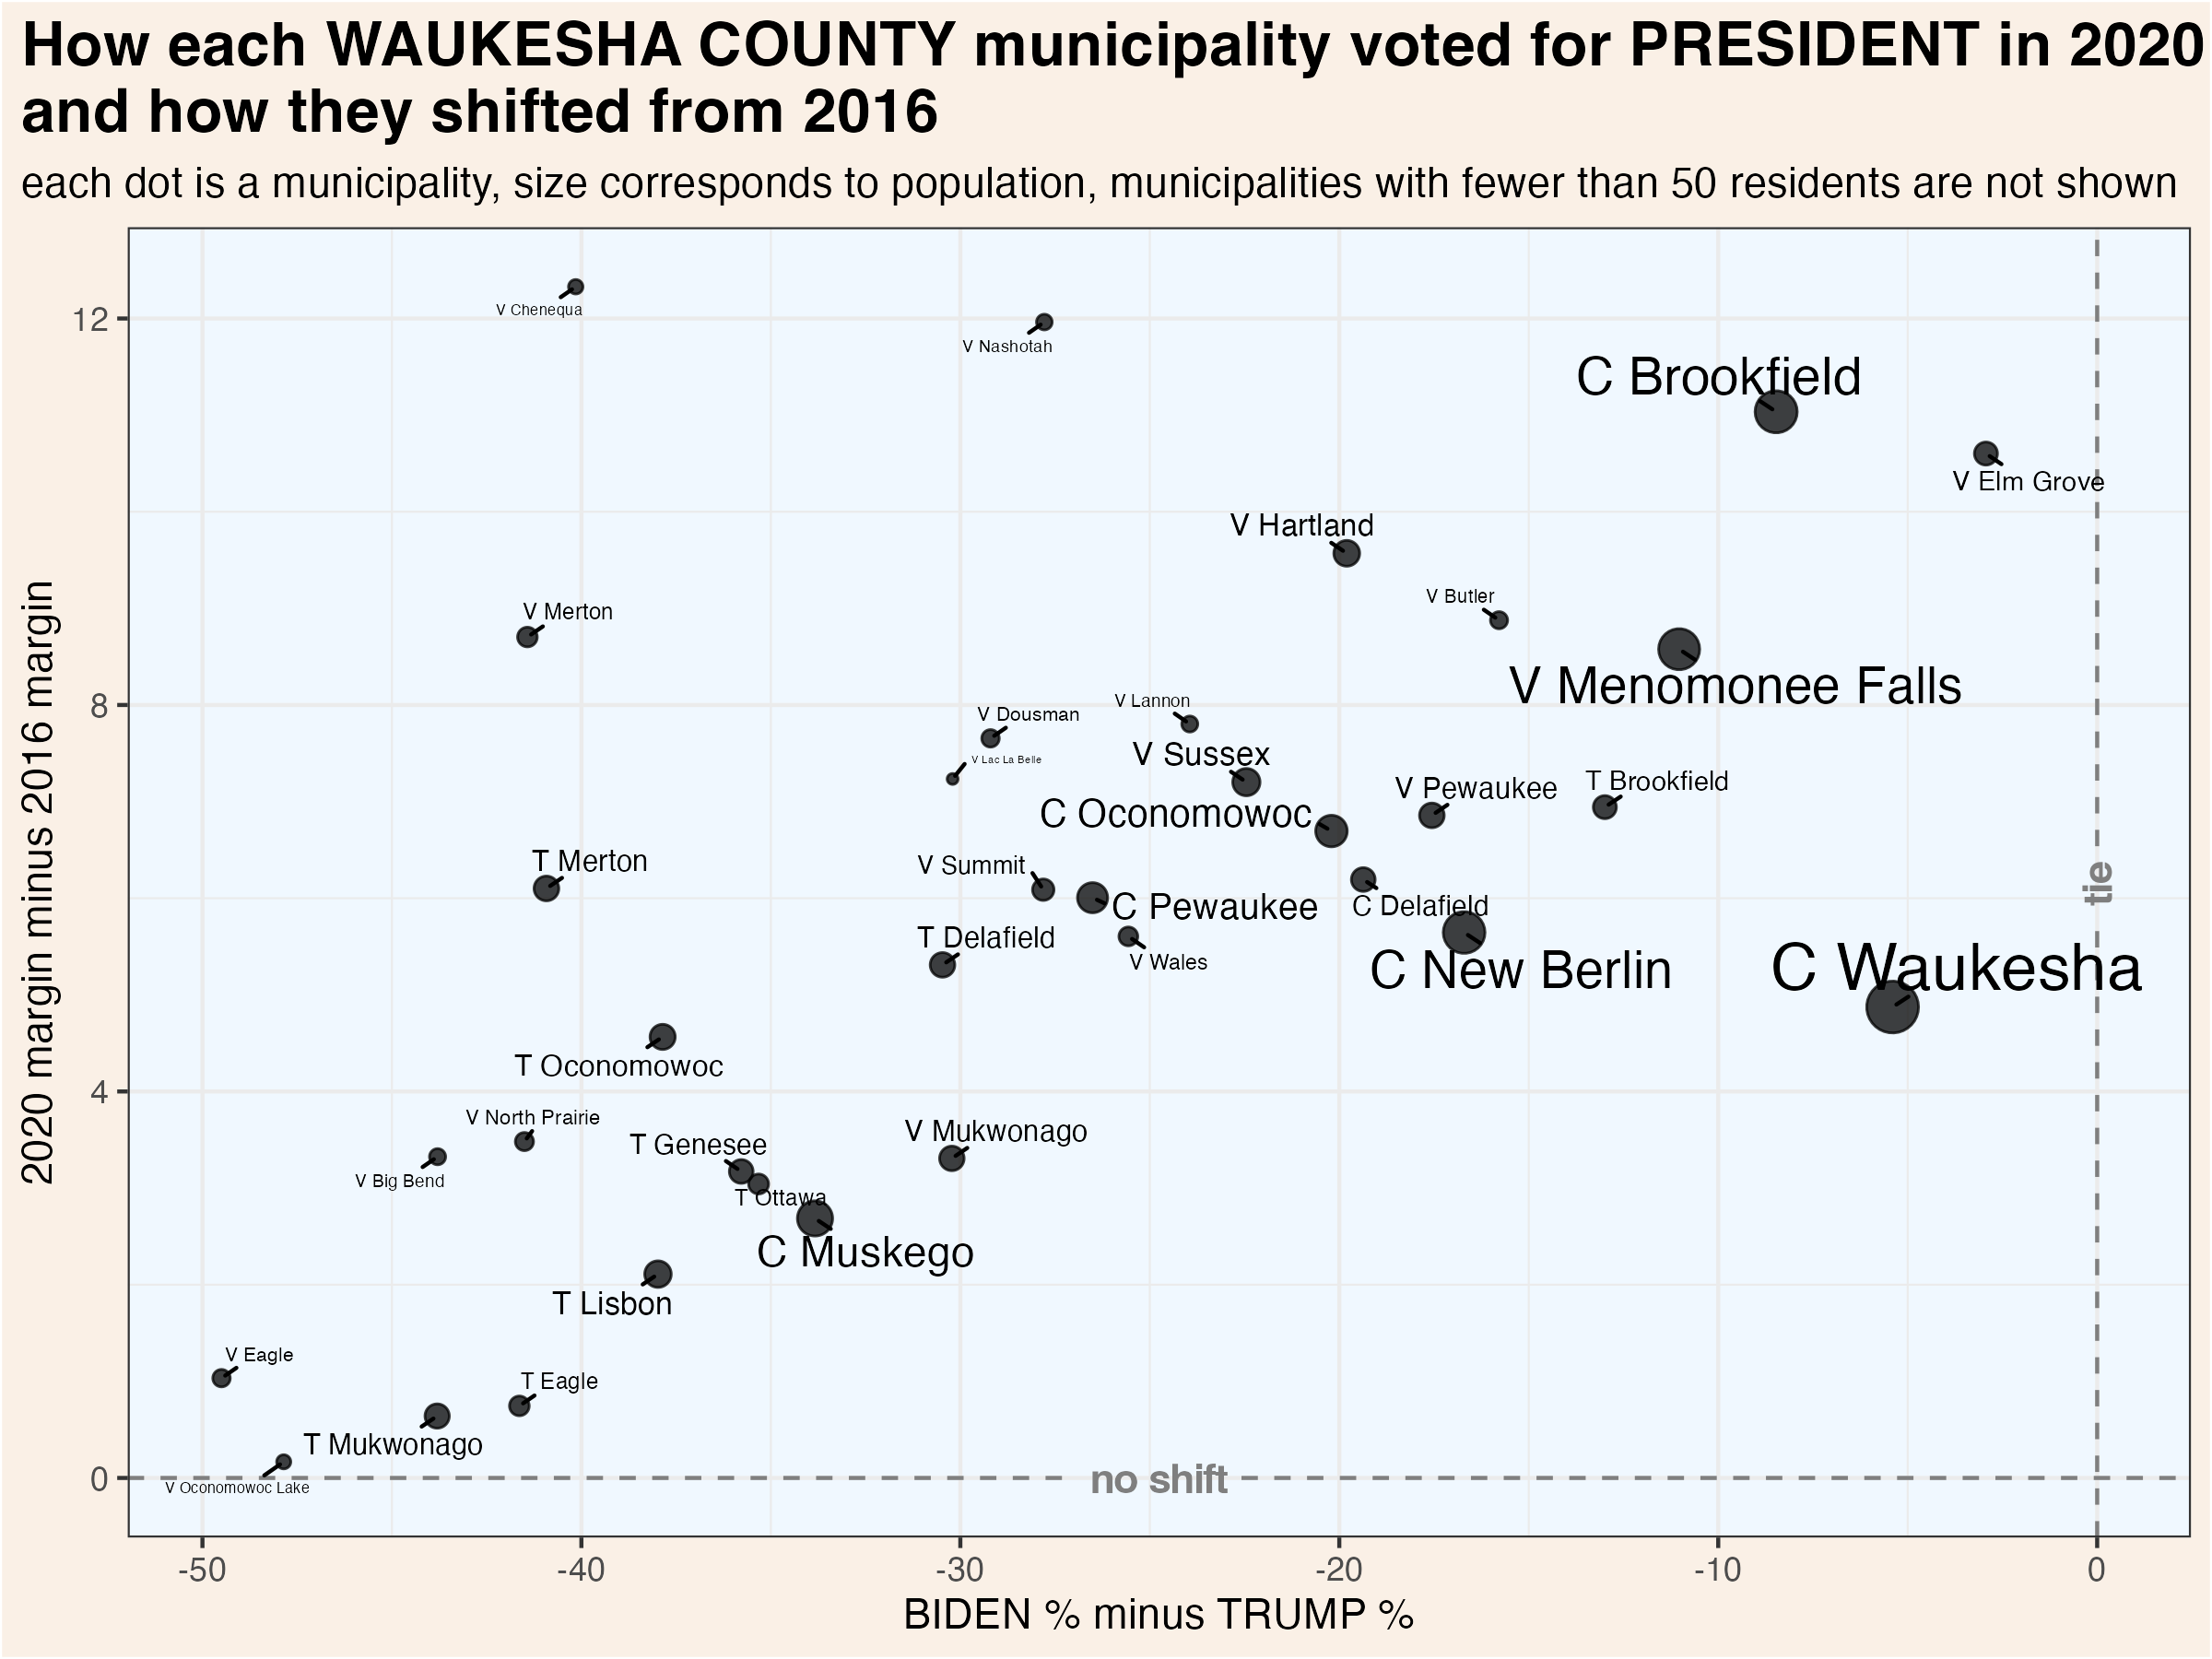 How each WAUKESHA COUNTY municipality voted for PRESIDENT in 2020
and how they shifted from 2016
each dot is a municipality, size corresponds to population, municipalities with fewer than 50 residents are not shown
2020 margin minus 2016 margin
12
8
4
0
V Chenequa
V Nashotah
C Brookfield
V Elm Grove
V Hartland
V Butler
V Merton
V Menomonee Falls
V Lannon
V Dousman
V Sussex
V Lac La Belle
V Pewaukee
T Brookfield
C Oconomowoc
T Merton
V Summit
C Pewaukee
C Delafield
tie
T Delafield
V Wales
C New Berlin
C Waukesha
T Oconomowoc
V North Prairie
V Mukwonago
T Genesee
V Big Bend
T Ottawa
C Muskego
T Lisbon
V Eagle
T Eagle
T Mukwonago
V Oconomowoc Lake
no shift
-50
-40
-30
-20
-10
0
BIDEN % minus TRUMP %